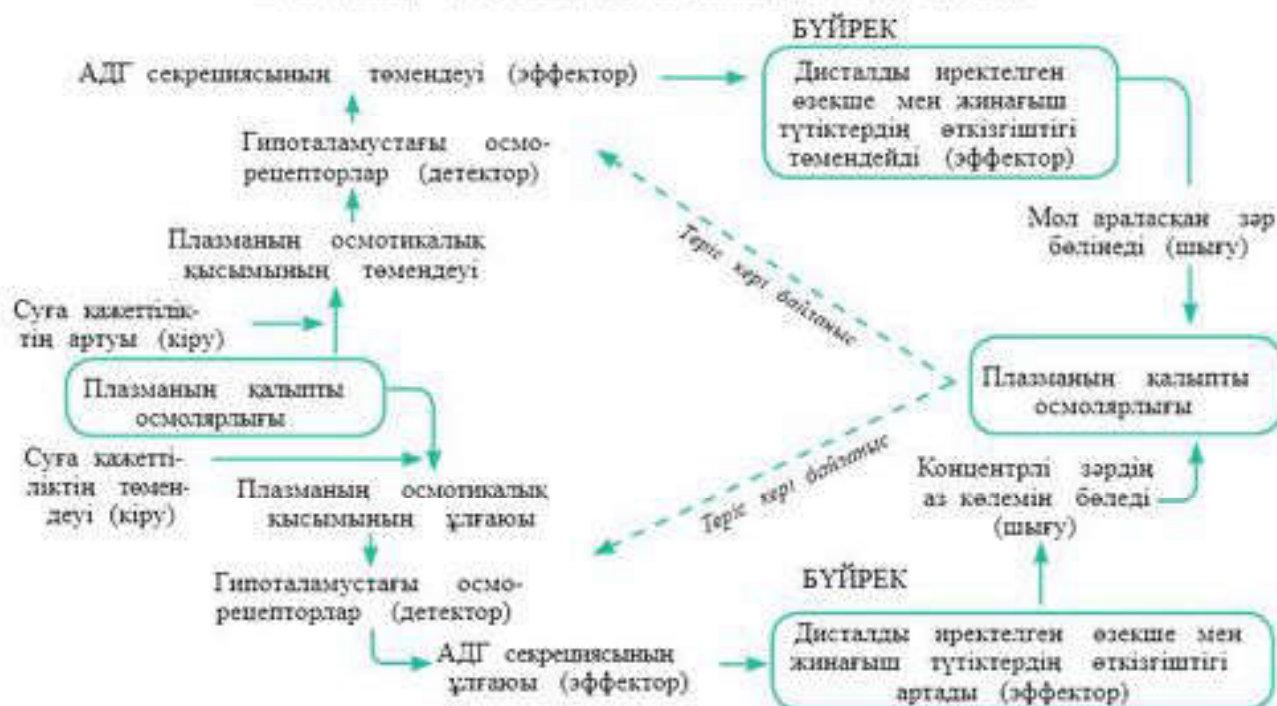 БҮЙРЕК
АДГ секрециясының төмендеуі (эффектор)
Дисталды иректелген
өзекше мен жинағыш
түтіктердің өткізгіштігі
төмендейді (эффектор)
Гипоталамустағы осмо-
рецепторлар (детектор)
Мол араласқан зәр
бөлінеді (шығу)
Плазманың осмотикалық
қысымының төмендеуі
Теріс кері байланыс
Суға қажеттілік-
тің артуы (кіру)
Плазманың қалыпты
осмолярлығы
Плазманың қалыпты
осмолярлығы
Суға қажетті-
ліктің төмен-
деуі (кіру)
Теріс кері байланыс
Концентрлі зәрдің
аз көлемін бөледі
(шығу)
Плазманың осмотикалық
қысымының ұлғаюы
Гипоталамустағы осмо-
рецепторлар (детектор)
БҮЙРЕК
АДГ секрециясының
ұлғаюы (эффектор)
Дисталды иректелген өзекше мен
жинағыш түтіктердің өткізгіштігі
артады (эффектор)